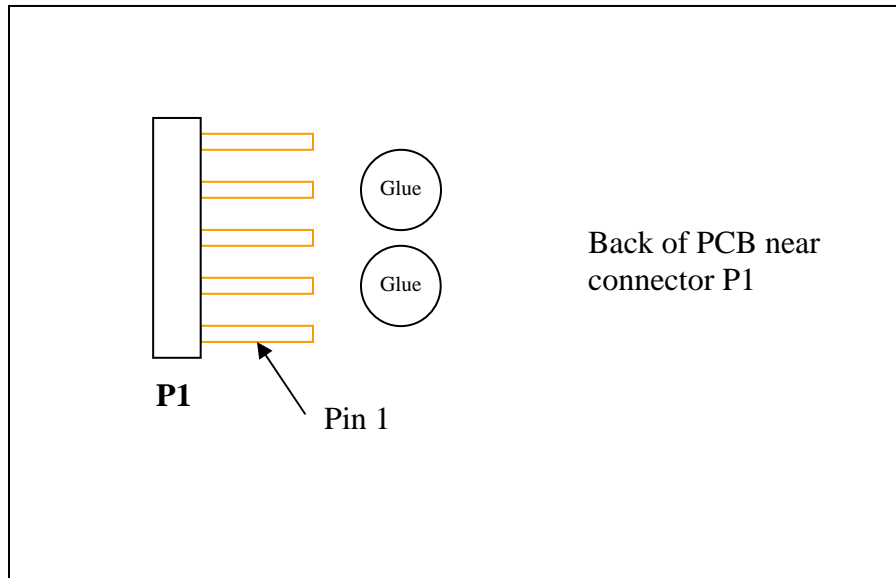 Glue
Glue
Back of PCB near
connector P1
P1
Pin 1